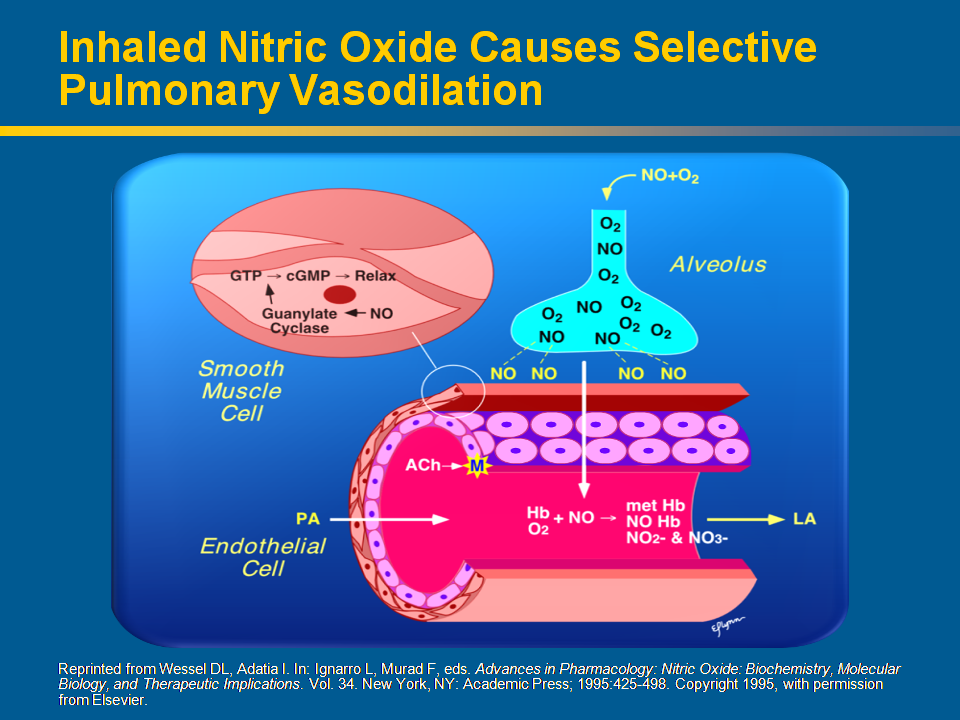 Inhaled Nitric Oxide Causes Selective
Pulmonary Vasodilation
NO+O2
O2
NO
O2
Alveolus
GTP → cGMP → Relax
Guanylate ← NO
Cyclase
O2 NO O2
O2
NO NO O2
NO NO NO NO
Smooth
Muscle
Cell
ACh → M
PA
Hb + NO → met Hb
O2 NO Hb
NO2- & NO3-
LA
Endothelial
Cell
EFlynn
Reprinted from Wessel DL, Adatia I. In: Ignarro L, Murad F, eds. Advances in Pharmacology: Nitric Oxide: Biochemistry, Molecular
Biology, and Therapeutic Implications. Vol. 34. New York, NY: Academic Press; 1995:425-498. Copyright 1995, with permission
from Elsevier.